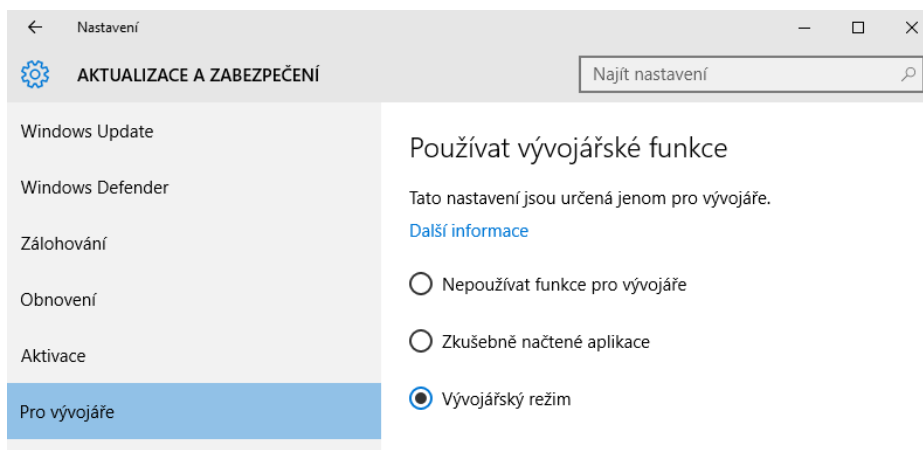 Nastavení
AKTUALIZACE A ZABEZPEČENÍ
Najít nastavení
Windows Update
Windows Defender
Zálohování
Obnovení
Aktivace
Pro vývojáře
Používat vývojářské funkce
Tato nastavení jsou určená jenom pro vývojáře.
Další informace
Nepoužívat funkce pro vývojáře
Zkušebně načtené aplikace
Vývojářský režim